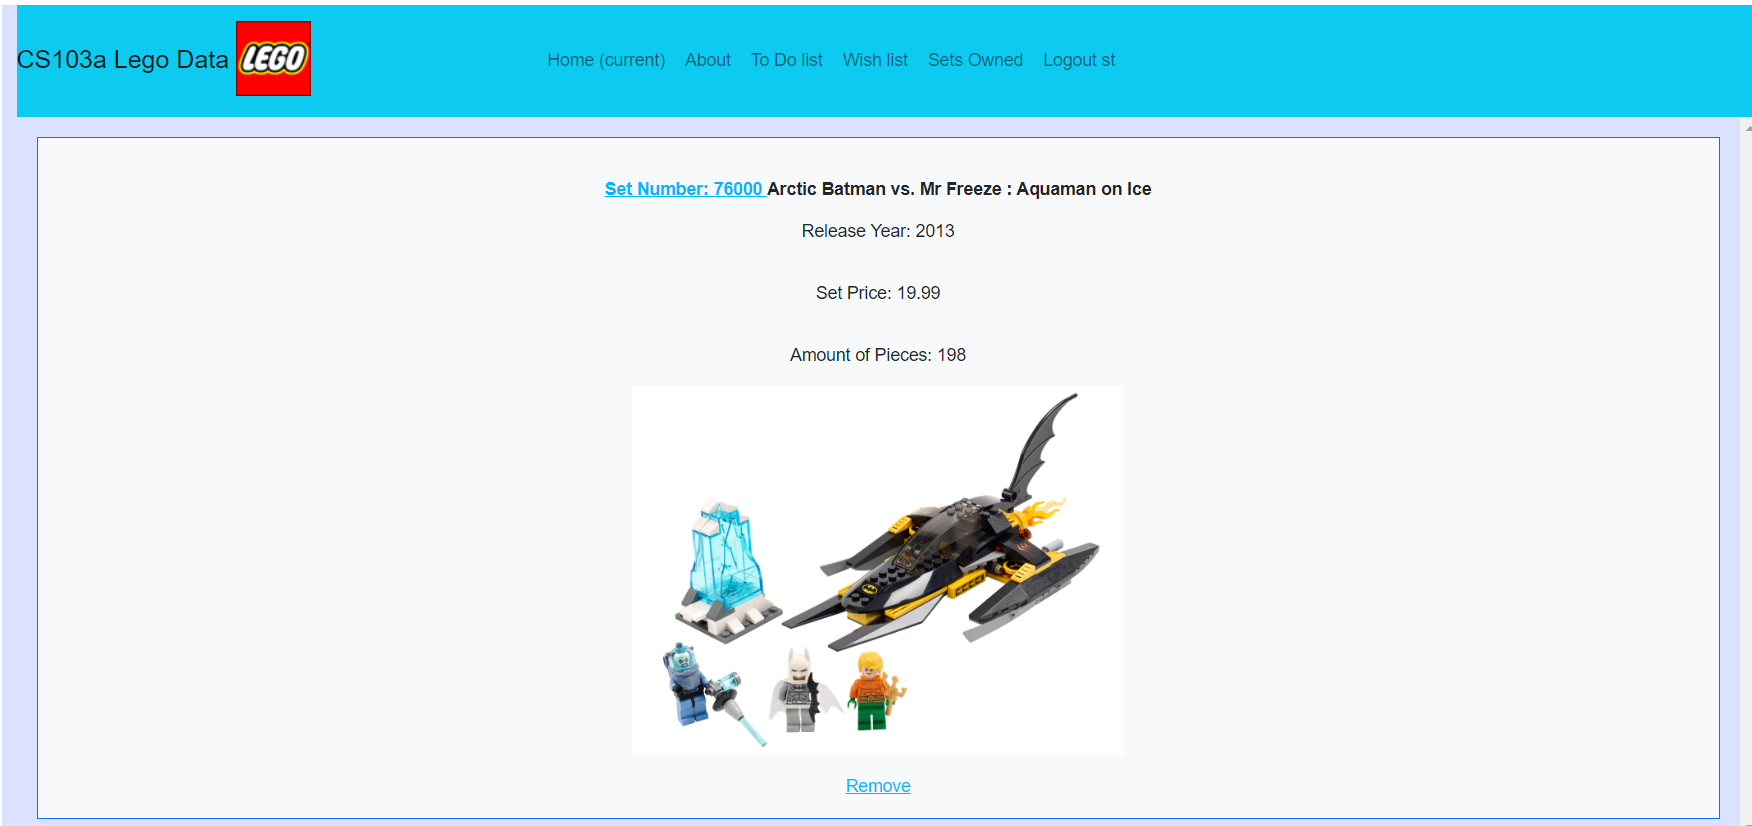 CS103a Lego Data LEGO Home (current) About To Do list Wish list Sets Owned Logout st
Set Number: 76000 Arctic Batman vs. Mr Freeze : Aquaman on Ice
Release Year: 2013
Set Price: 19.99
Amount of Pieces: 198
Remove